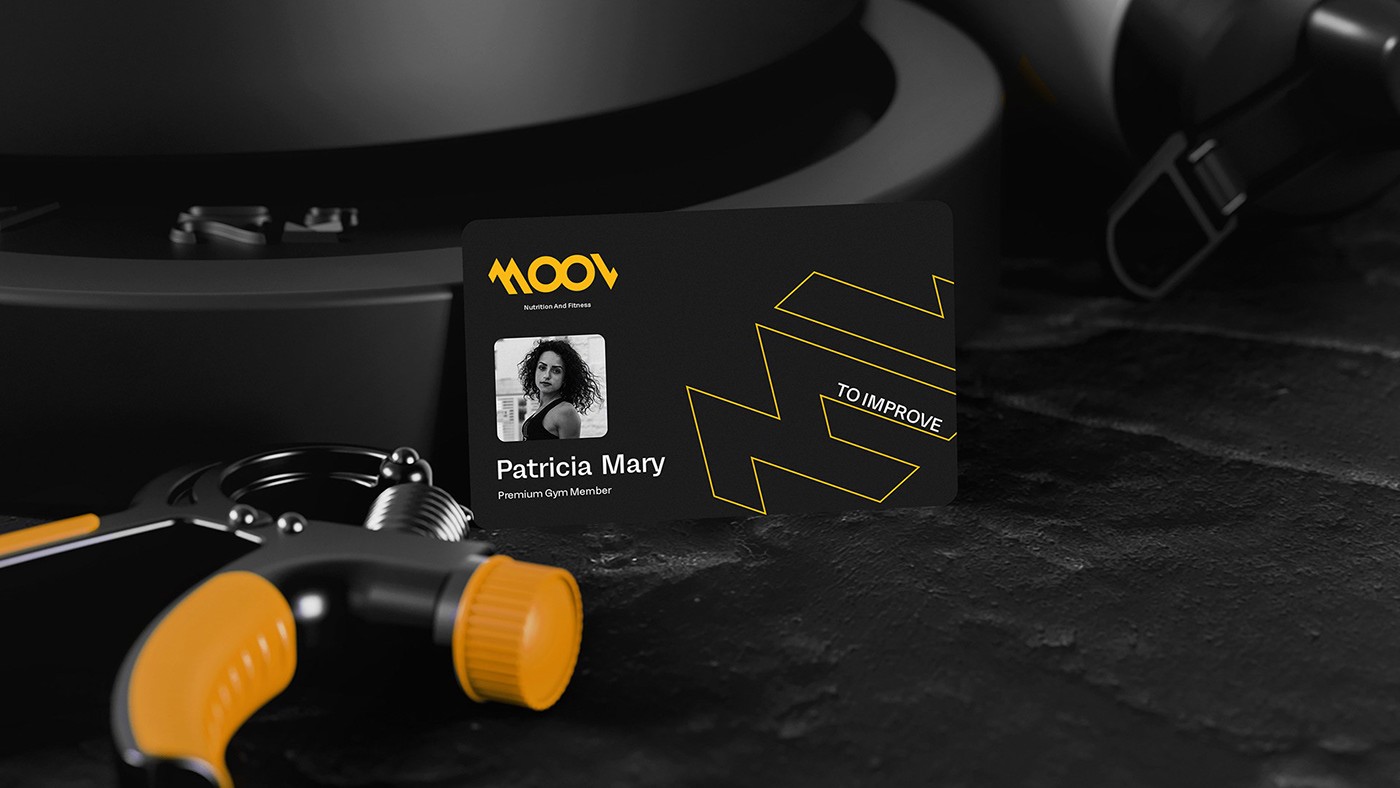 MOOV
Nutrition And Fitness
Patricia Mary
Premium Gym Member
TO IMPROVE